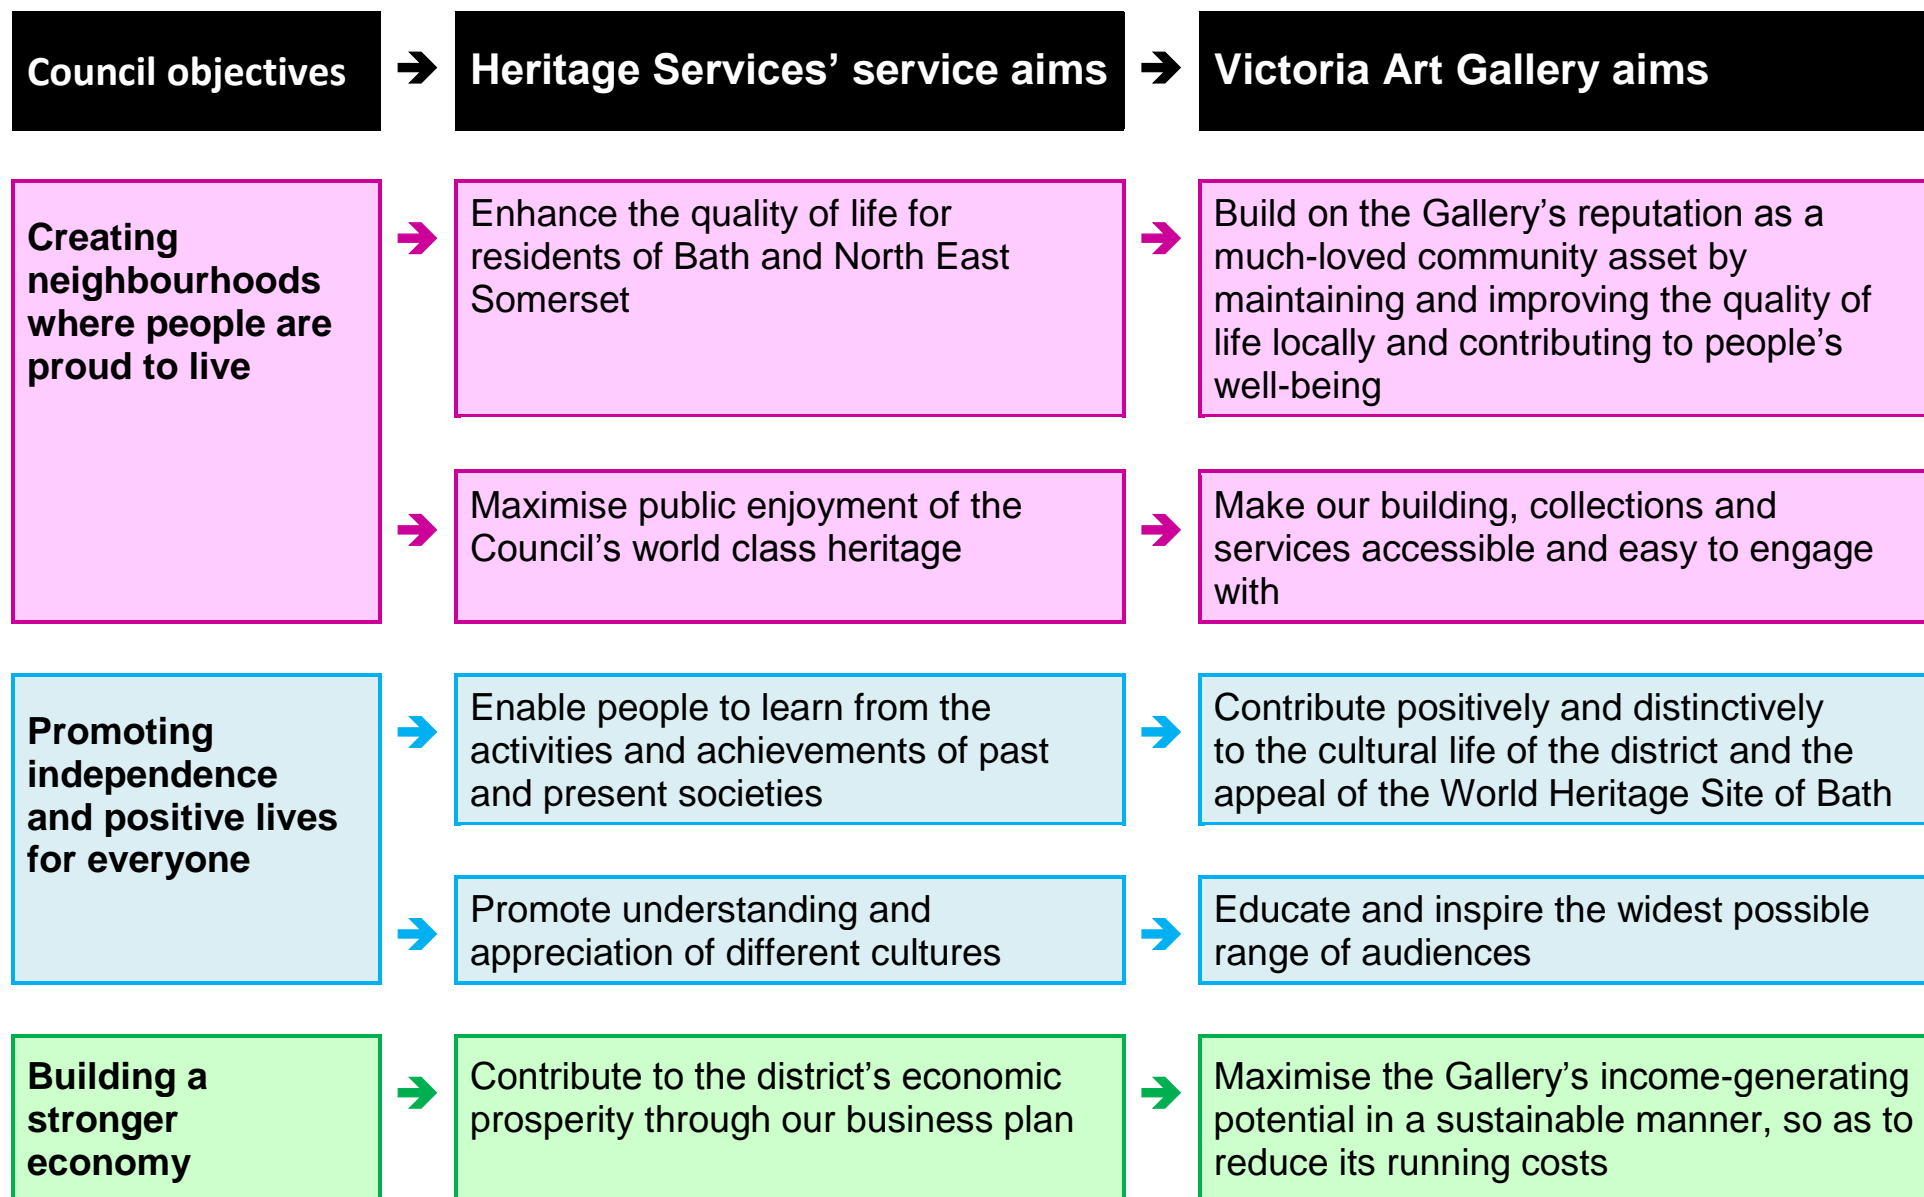 Council objectives
Heritage Services’ service aims
Victoria Art Gallery aims
Creating
neighbourhoods
where people are
proud to live
Enhance the quality of life for
residents of Bath and North East
Somerset
Build on the Gallery’s reputation as a
much-loved community asset by
maintaining and improving the quality of
life locally and contributing to people’s
well-being
Maximise public enjoyment of the
Council’s world class heritage
Make our building, collections and
services accessible and easy to engage
with
Promoting
independence
and positive lives
for everyone
Enable people to learn from the
activities and achievements of past
and present societies
Contribute positively and distinctively
to the cultural life of the district and the
appeal of the World Heritage Site of Bath
Promote understanding and
appreciation of different cultures
Educate and inspire the widest possible
range of audiences
Building a
stronger
economy
Contribute to the district’s economic
prosperity through our business plan
Maximise the Gallery’s income-generating
potential in a sustainable manner, so as to
reduce its running costs